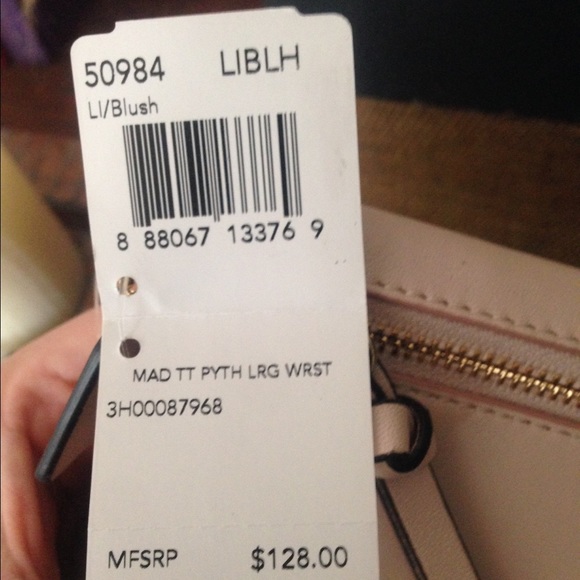 50984 LIBLH
LI/Blush
8 88067 13376 9
MAD TT PYTH LRG WRST
3H00087968
MFSRP $128.00